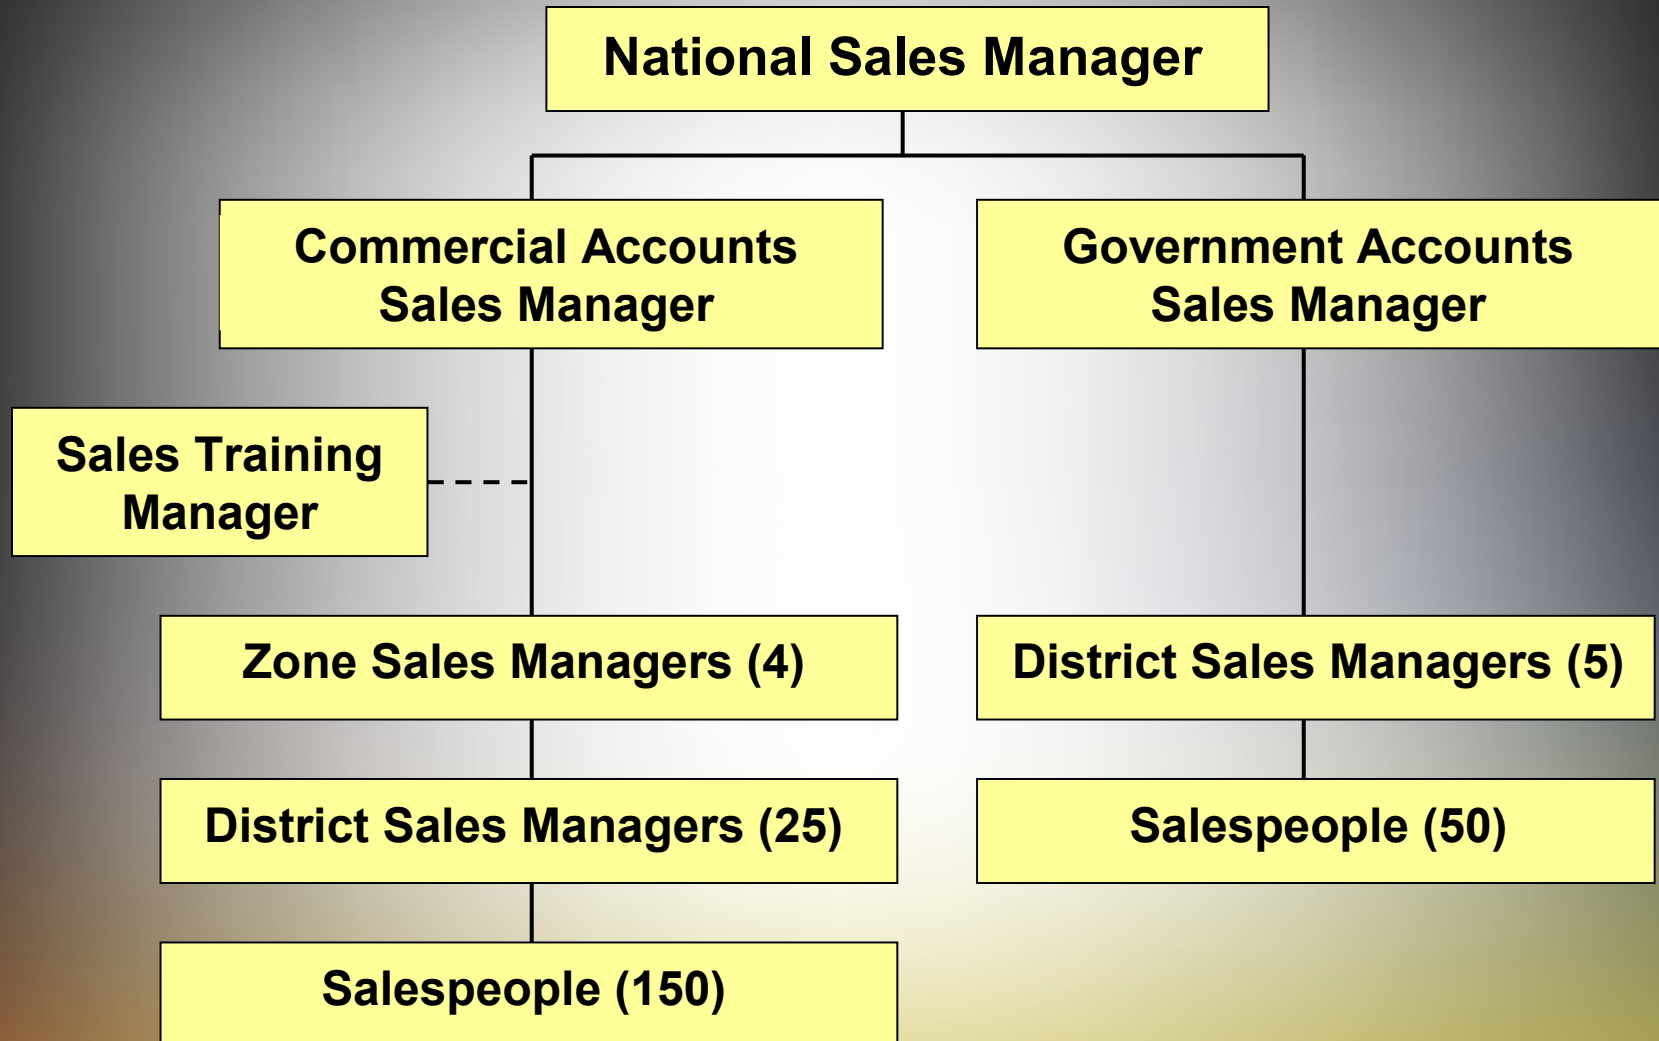 National Sales Manager
Commercial Accounts
Sales Manager
Government Accounts
Sales Manager
Sales Training
Manager
Zone Sales Managers (4)
District Sales Managers (5)
District Sales Managers (25)
Salespeople (50)
Salespeople (150)